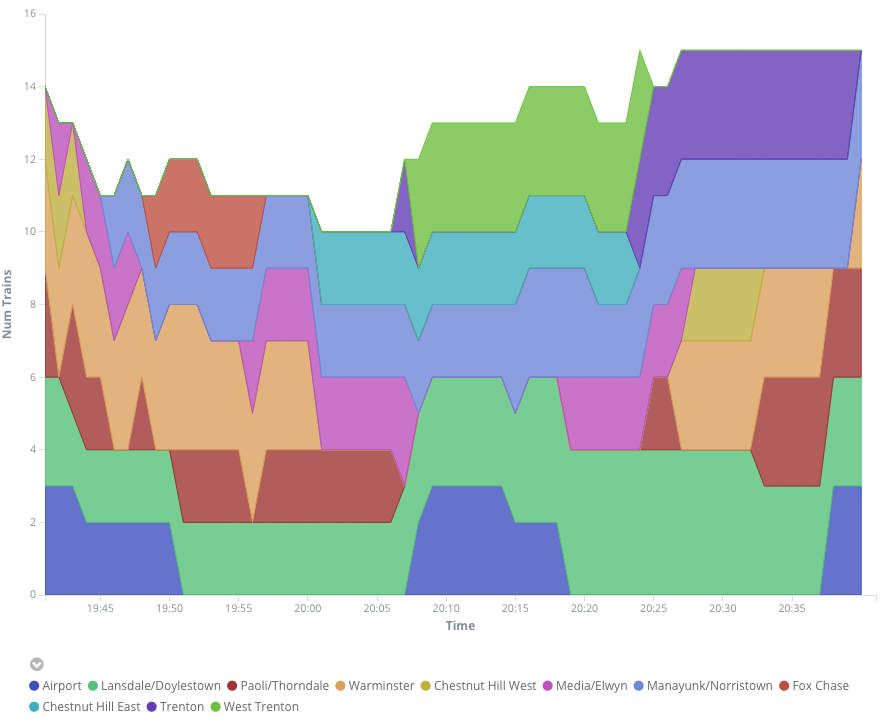 16
14
12
10
8
6
4
2
0
Num Trains
19:45 19:50 19:55 20:00 20:05 20:10 20:15 20:20 20:25 20:30 20:35
Time
Airport Lansdale/Doylestown Paoli/Thorndale Warminster Chestnut Hill West Media/Elwyn Manayunk/Norristown Fox Chase
Chestnut Hill East Trenton West Trenton